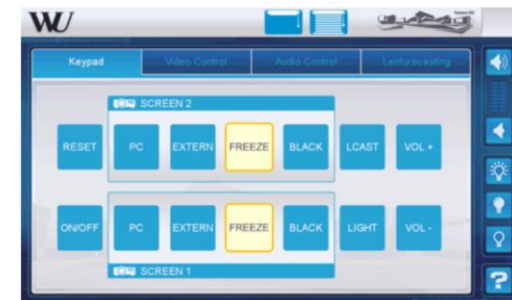 WU
Keypad Video Control Audio Control Lecturecasting
SCREEN 2
RESET PC EXTERN FREEZE BLACK LCAST VOL +
ON/OFF PC EXTERN FREEZE BLACK LIGHT VOL -
SCREEN 1
?